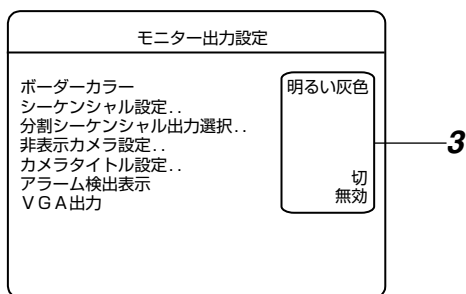 モニター出力設定
ボーダーカラー 明るい灰色
シーケンシャル設定..
分割シーケンシャル出力選択..
非表示カメラ設定..
3
カメラタイトル設定..
アラーム検出表示 切
ＶＧＡ出力 無効